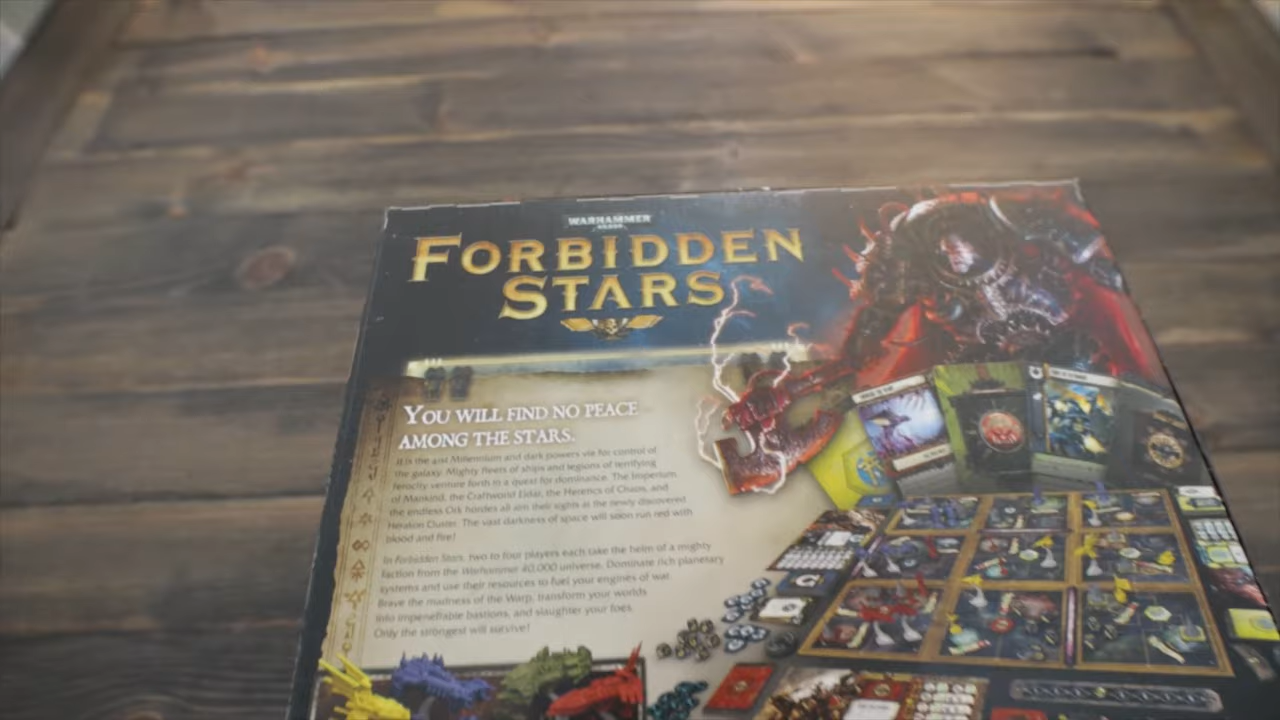 WARHAMMER
40,000
FORBIDDEN
STARS
YOU WILL FIND NO PEACE
AMONG THE STARS.
It is the 41st Millennium and dark powers vie for control of
the galaxy. Mighty fleets of ships and legions of terrifying
ferocity venture forth in a quest for dominance. The Imperium
of Mankind, the Craftworld Eldar, the Heretics of Chaos, and
the endless Ork hordes all aim their sights at the newly discovered
Herakon Cluster. The vast darkness of space will soon run red with
blood and fire!
In Forbidden Stars, two to four players each take the helm of a mighty
faction from the Warhammer 40,000 universe. Dominate rich planetary
systems and use their resources to fuel your engines of war.
Brave the madness of the Warp, transform your worlds
into impenetrable bastions, and slaughter your foes.
Only the strongest will survive!